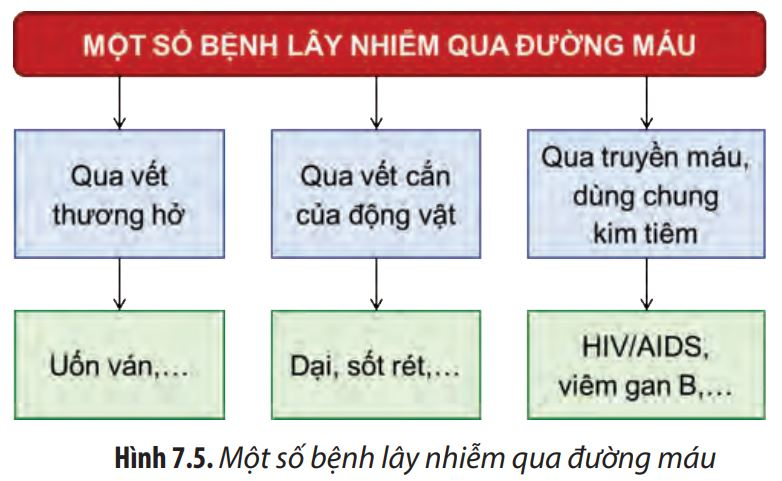 MỘT SỐ BỆNH LÂY NHIỄM QUA ĐƯỜNG MÁU
Qua vết
thương hở
Qua vết cắn
của động vật
Qua truyền máu,
dùng chung
kim tiêm
Uốn ván,...
Dại, sốt rét,...
HIV/AIDS,
viêm gan B,...
Hình 7.5. Một số bệnh lây nhiễm qua đường máu